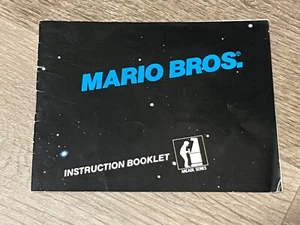 MARIO BROS.®
INSTRUCTION BOOKLET
ARCADE SERIES